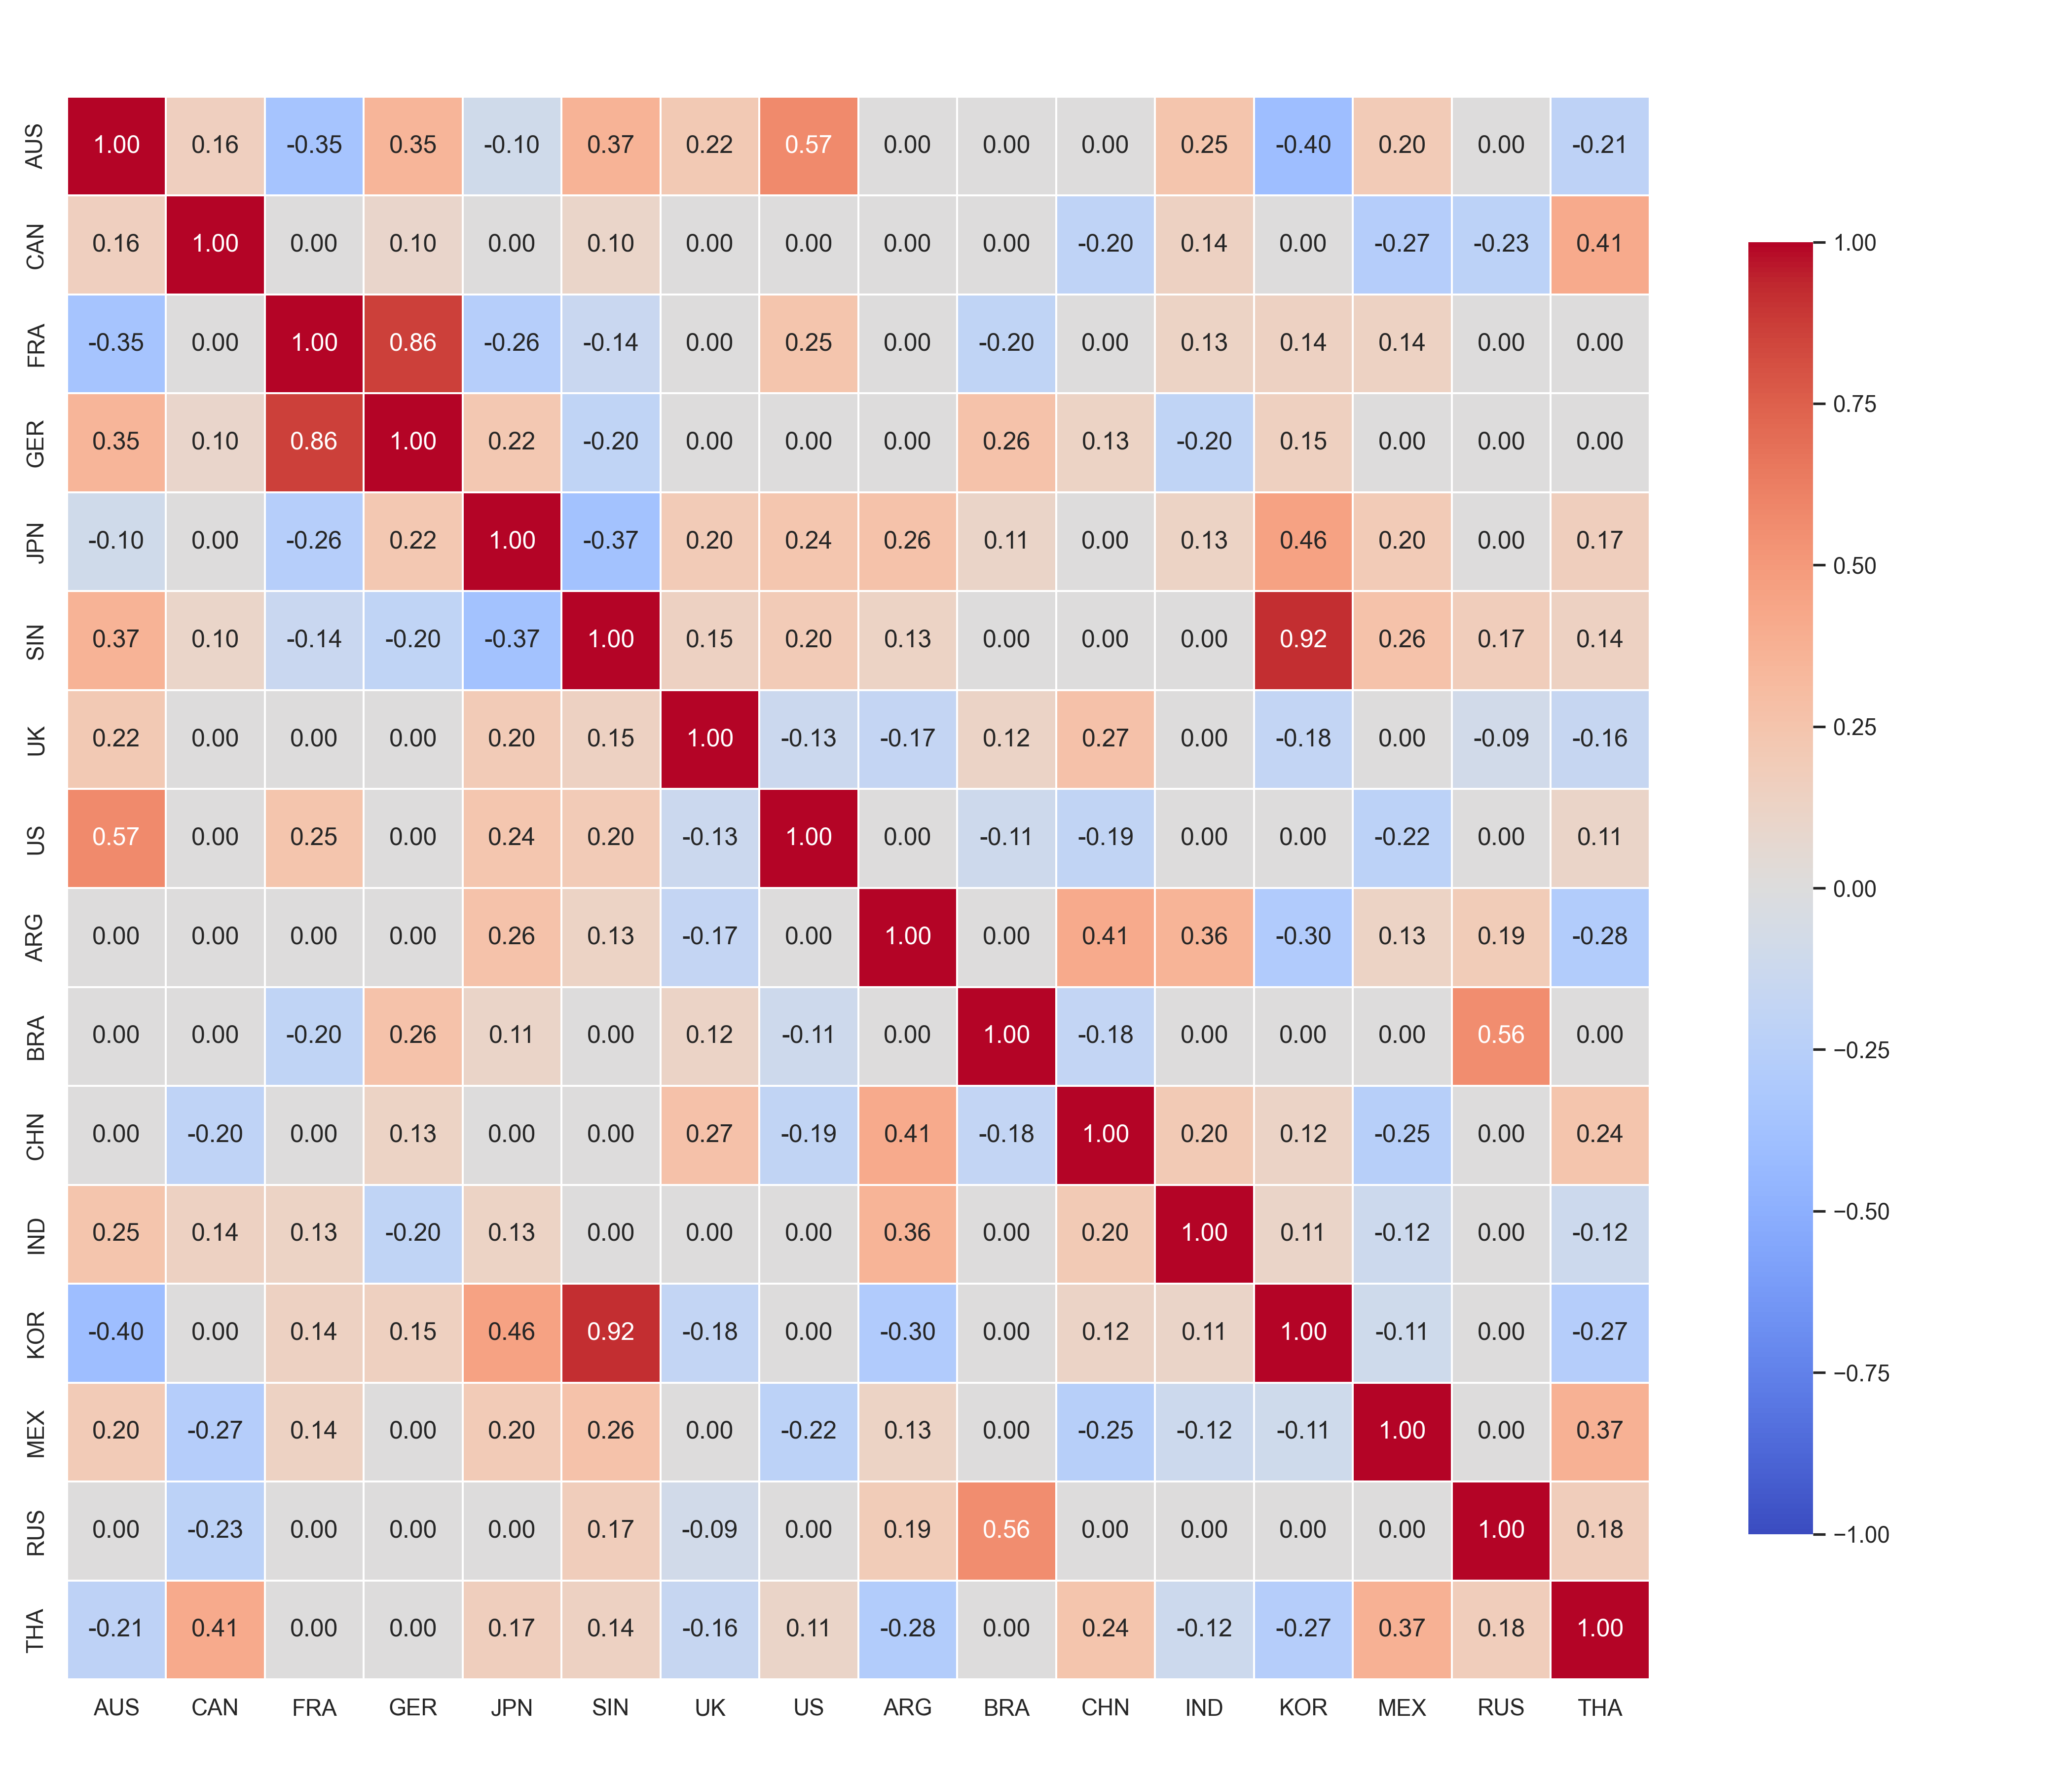 AUS 1.00 0.16 -0.35 0.35 -0.10 0.37 0.22 0.57 0.00 0.00 0.00 0.25 -0.40 0.20 0.00 -0.21
CAN 0.16 1.00 0.00 0.10 0.00 0.10 0.00 0.00 0.00 0.00 -0.20 0.14 0.00 -0.27 -0.23 0.41
FRA -0.35 0.00 1.00 0.86 -0.26 -0.14 0.00 0.25 0.00 -0.20 0.00 0.13 0.14 0.14 0.00 0.00
GER 0.35 0.10 0.86 1.00 0.22 -0.20 0.00 0.00 0.00 0.26 0.13 -0.20 0.15 0.00 0.00 0.00
JPN -0.10 0.00 -0.26 0.22 1.00 -0.37 0.20 0.24 0.26 0.11 0.00 0.13 0.46 0.20 0.00 0.17
SIN 0.37 0.10 -0.14 -0.20 -0.37 1.00 0.15 0.20 0.13 0.00 0.00 0.00 0.92 0.26 0.17 0.14
UK 0.22 0.00 0.00 0.00 0.20 0.15 1.00 -0.13 -0.17 0.12 0.27 0.00 -0.18 0.00 -0.09 -0.16
US 0.57 0.00 0.25 0.00 0.24 0.20 -0.13 1.00 0.00 -0.11 -0.19 0.00 0.00 -0.22 0.00 0.11
ARG 0.00 0.00 0.00 0.00 0.26 0.13 -0.17 0.00 1.00 0.00 0.41 0.36 -0.30 0.13 0.19 -0.28
BRA 0.00 0.00 -0.20 0.26 0.11 0.00 0.12 -0.11 0.00 1.00 -0.18 0.00 0.00 0.00 0.56 0.00
CHN 0.00 -0.20 0.00 0.13 0.00 0.00 0.27 -0.19 0.41 -0.18 1.00 0.20 0.12 -0.25 0.00 0.24
IND 0.25 0.14 0.13 -0.20 0.13 0.00 0.00 0.00 0.36 0.00 0.20 1.00 0.11 -0.12 0.00 -0.12
KOR -0.40 0.00 0.14 0.15 0.46 0.92 -0.18 0.00 -0.30 0.00 0.12 0.11 1.00 -0.11 0.00 -0.27
MEX 0.20 -0.27 0.14 0.00 0.20 0.26 0.00 -0.22 0.13 0.00 -0.25 -0.12 -0.11 1.00 0.00 0.37
RUS 0.00 -0.23 0.00 0.00 0.00 0.17 -0.09 0.00 0.19 0.56 0.00 0.00 0.00 0.00 1.00 0.18
THA -0.21 0.41 0.00 0.00 0.17 0.14 -0.16 0.11 -0.28 0.00 0.24 -0.12 -0.27 0.37 0.18 1.00
AUS CAN FRA GER JPN SIN UK US ARG BRA CHN IND KOR MEX RUS THA
1.00
0.75
0.50
0.25
0.00
−0.25
−0.50
−0.75
−1.00